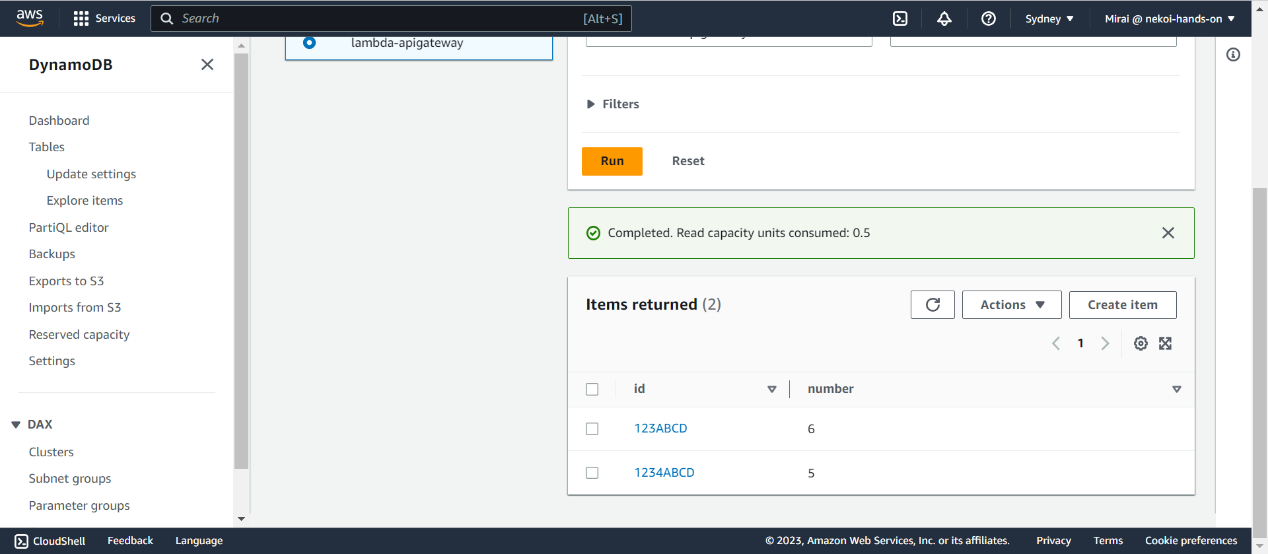 aws
Services
Search
[Alt+S]
Sydney
Mirai @ nekoi-hands-on
DynamoDB
Dashboard
Tables
Update settings
Explore items
PartiQL editor
Backups
Exports to S3
Imports from S3
Reserved capacity
Settings
DAX
Clusters
Subnet groups
Parameter groups
lambda-apigateway
Filters
Run
Reset
Completed. Read capacity units consumed: 0.5
Items returned (2)
Actions
Create item
1
id
number
123ABCD
6
1234ABCD
5
CloudShell
Feedback
Language
© 2023, Amazon Web Services, Inc. or its affiliates.
Privacy
Terms
Cookie preferences